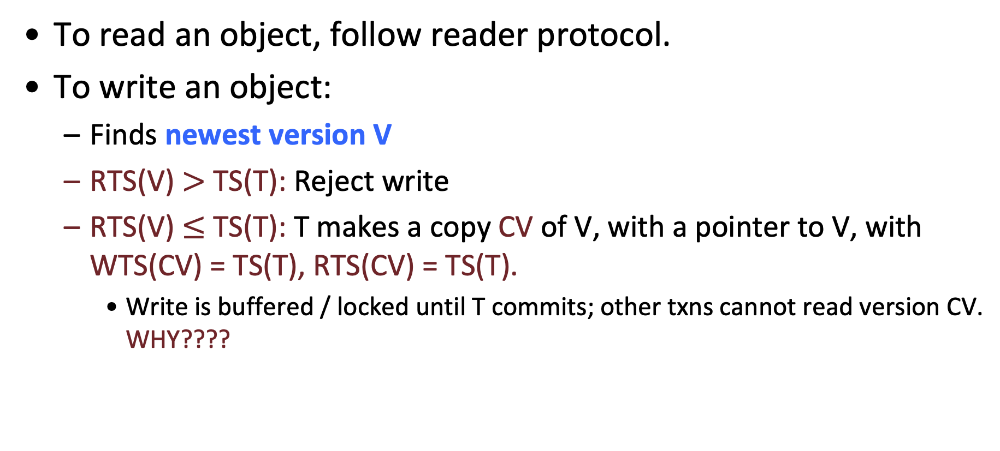 • To read an object, follow reader protocol.
• To write an object:
– Finds newest version V
– RTS(V) > TS(T): Reject write
– RTS(V) ≤ TS(T): T makes a copy CV of V, with a pointer to V, with
WTS(CV) = TS(T), RTS(CV) = TS(T).
• Write is buffered / locked until T commits; other txns cannot read version CV.
WHY????